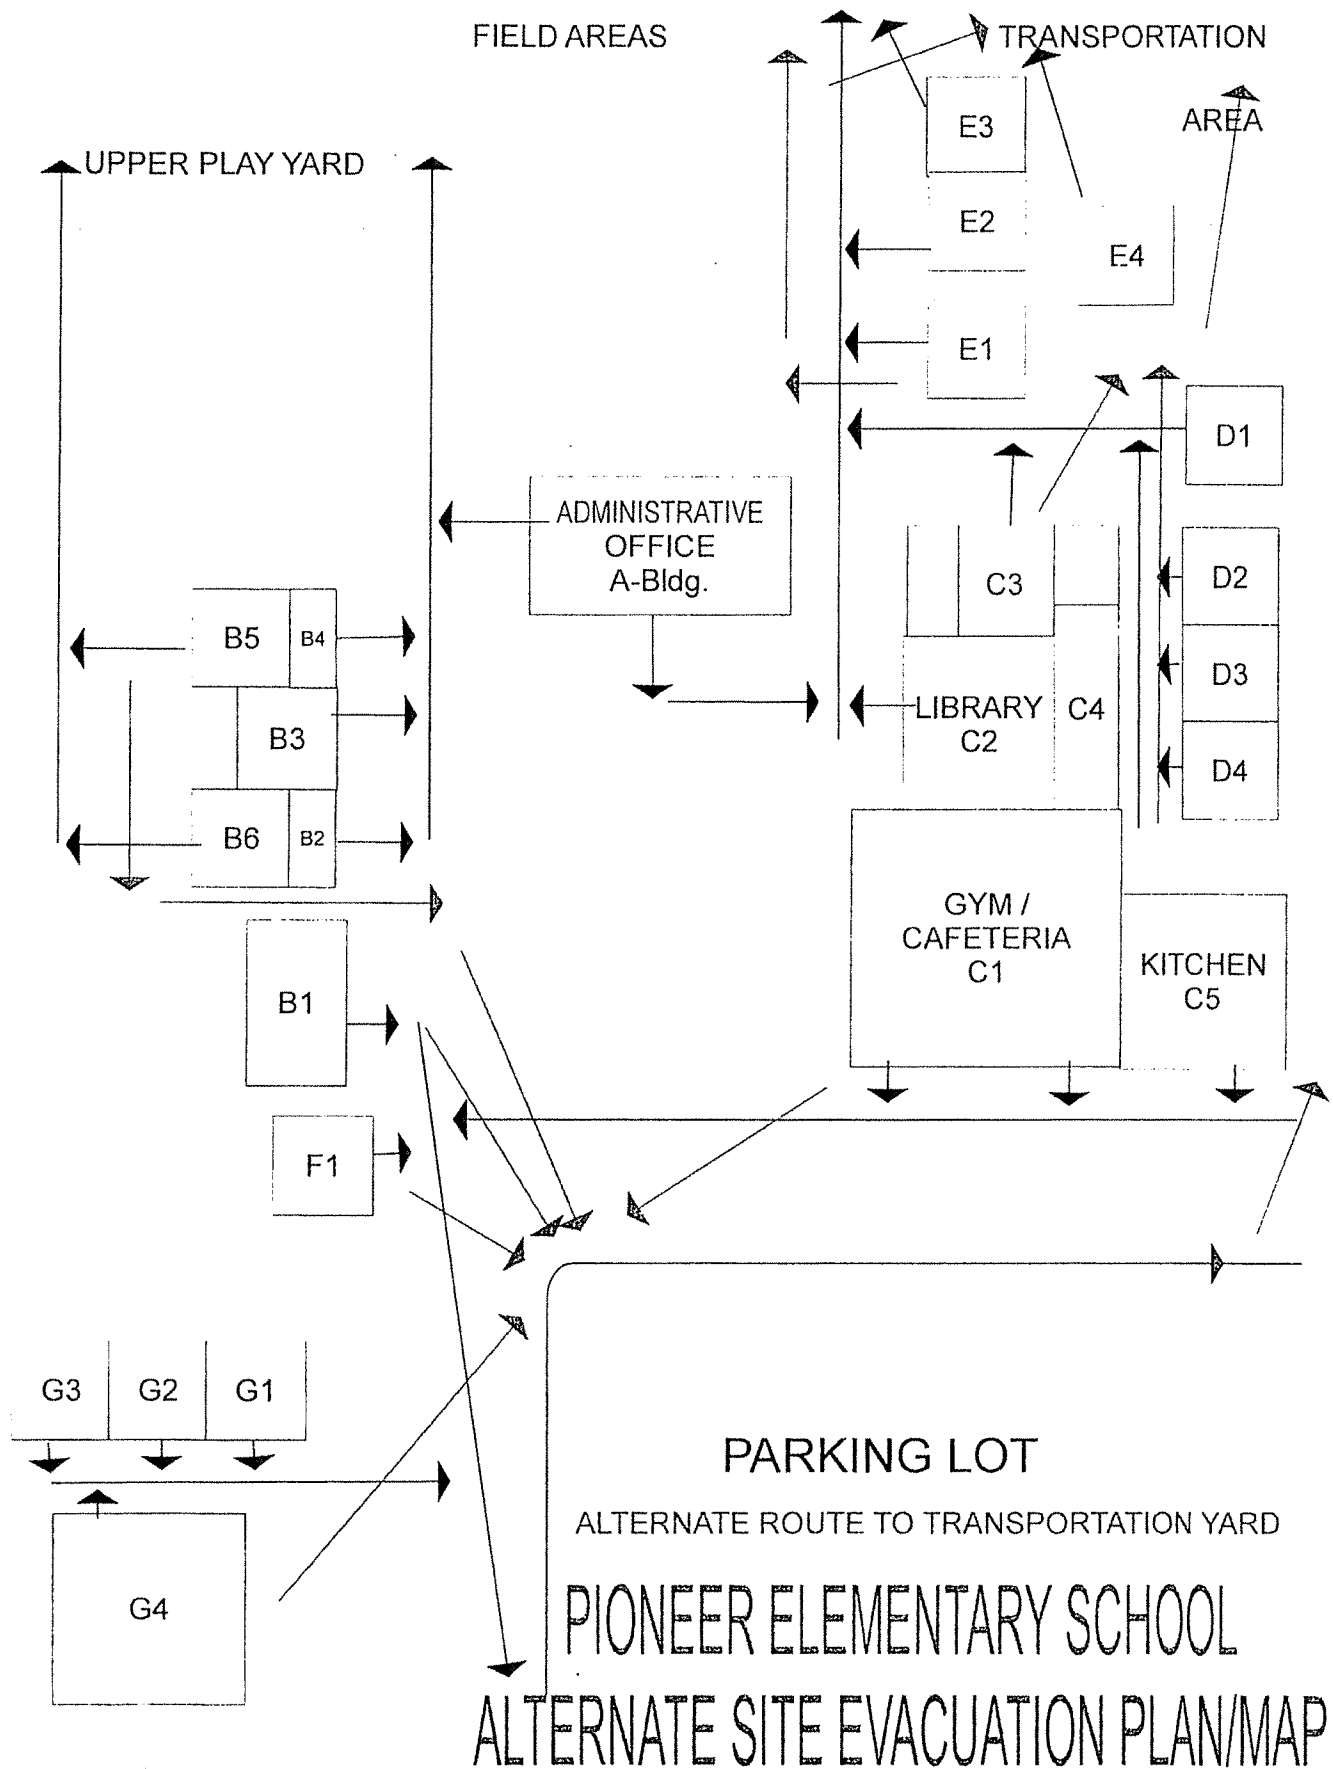 FIELD AREAS
TRANSPORTATION
AREA
UPPER PLAY YARD
E3
E2
E4
E1
D1
ADMINISTRATIVE
OFFICE
A-Bldg.
C3
D2
B5
B4
D3
LIBRARY
C2
C4
B3
D4
B6
B2
GYM /
CAFETERIA
C1
KITCHEN
C5
B1
F1
G3
G2
G1
PARKING LOT
ALTERNATE ROUTE TO TRANSPORTATION YARD
G4
PIONEER ELEMENTARY SCHOOL
ALTERNATE SITE EVACUATION PLAN/MAP